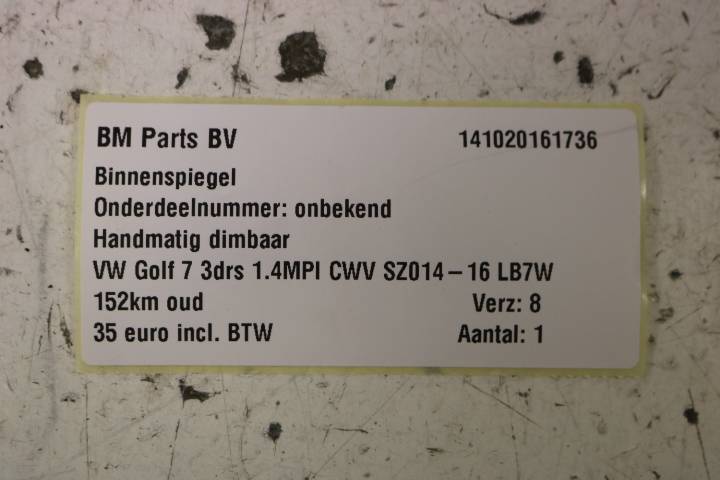 BM Parts BV 141020161736
Binnenspiegel
Onderdeelnummer: onbekend
Handmatig dimbaar
VW Golf 7 3drs 1.4MPI CWV SZ014–16 LB7W
152km oud Verz: 8
35 euro incl. BTW Aantal: 1